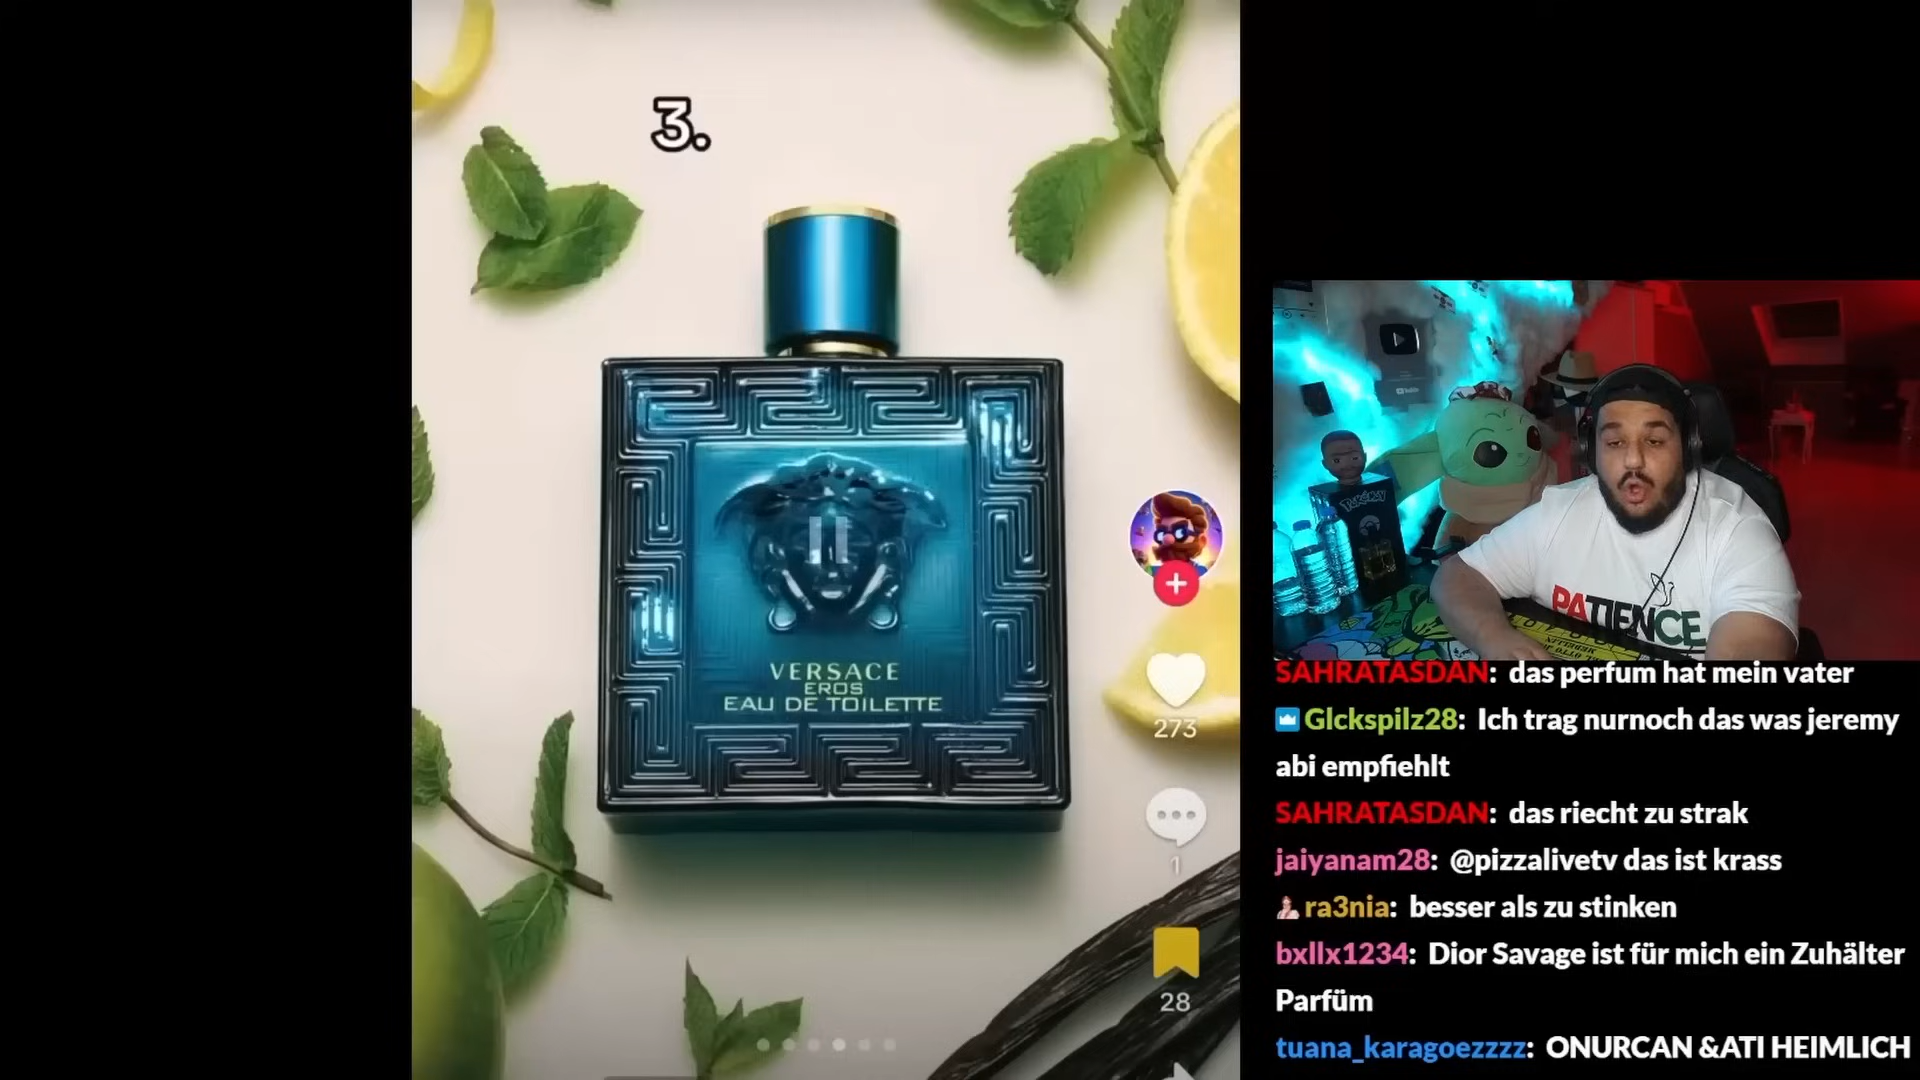 3.
VERSACE
EROS
EAU DE TOILETTE
273
1
28
POKÉMON
PATIENCE
SAHRATASDAN: das perfum hat mein vater
Glckspilz28: Ich trag nurnoch das was jeremy
abi empfiehlt
SAHRATASDAN: das riecht zu strak
jaiyanam28: @pizzalivetv das ist krass
ra3nia: besser als zu stinken
bxllx1234: Dior Savage ist für mich ein Zuhälter
Parfüm
tuana_karagoezzzz: ONURCAN &ATI HEIMLICH